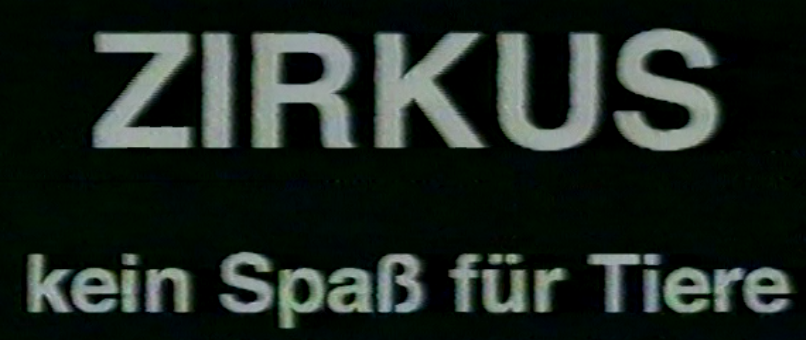 ZIRKUS
kein Spaß für Tiere